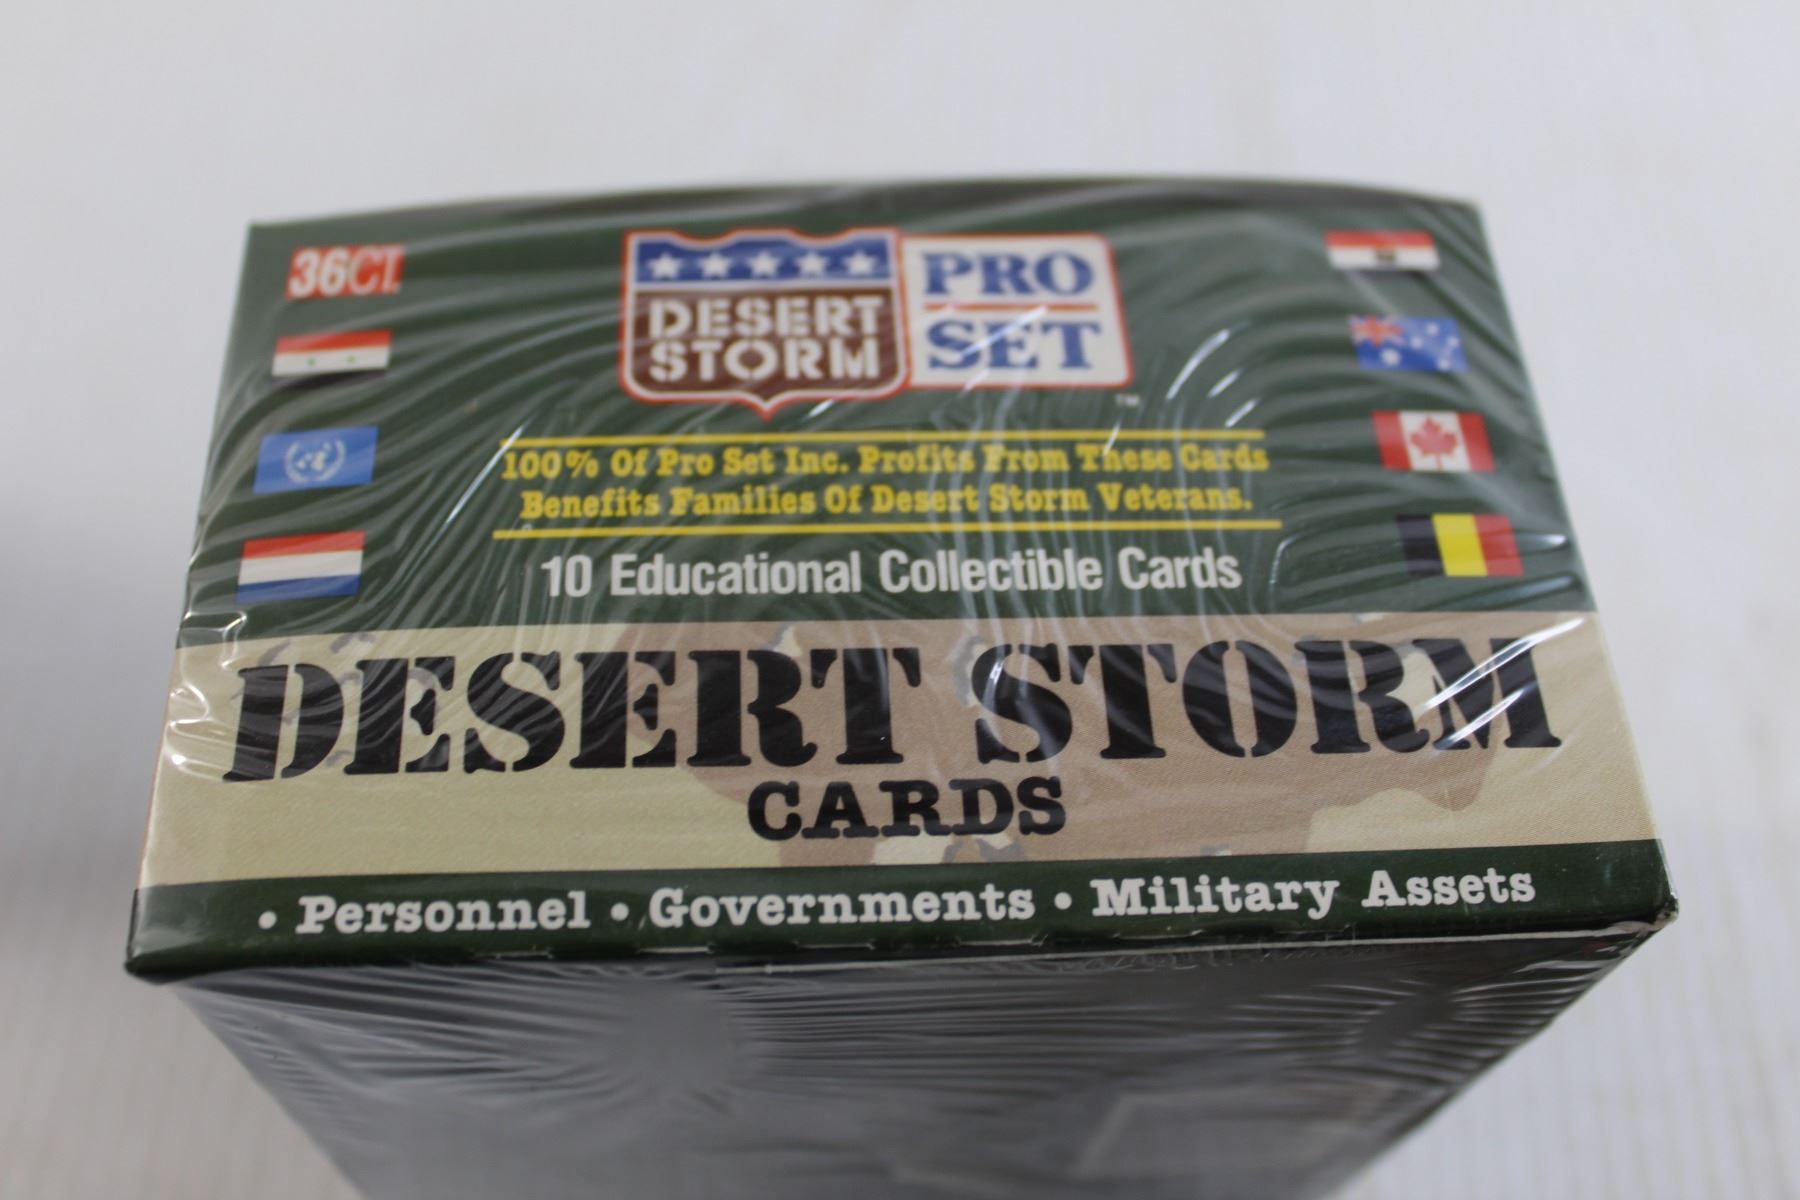 36CT.
DESERT
STORM
PRO
SET
™
100% Of Pro Set Inc. Profits From These Cards
Benefits Families Of Desert Storm Veterans.
10 Educational Collectible Cards
DESERT STORM
CARDS
• Personnel • Governments • Military Assets